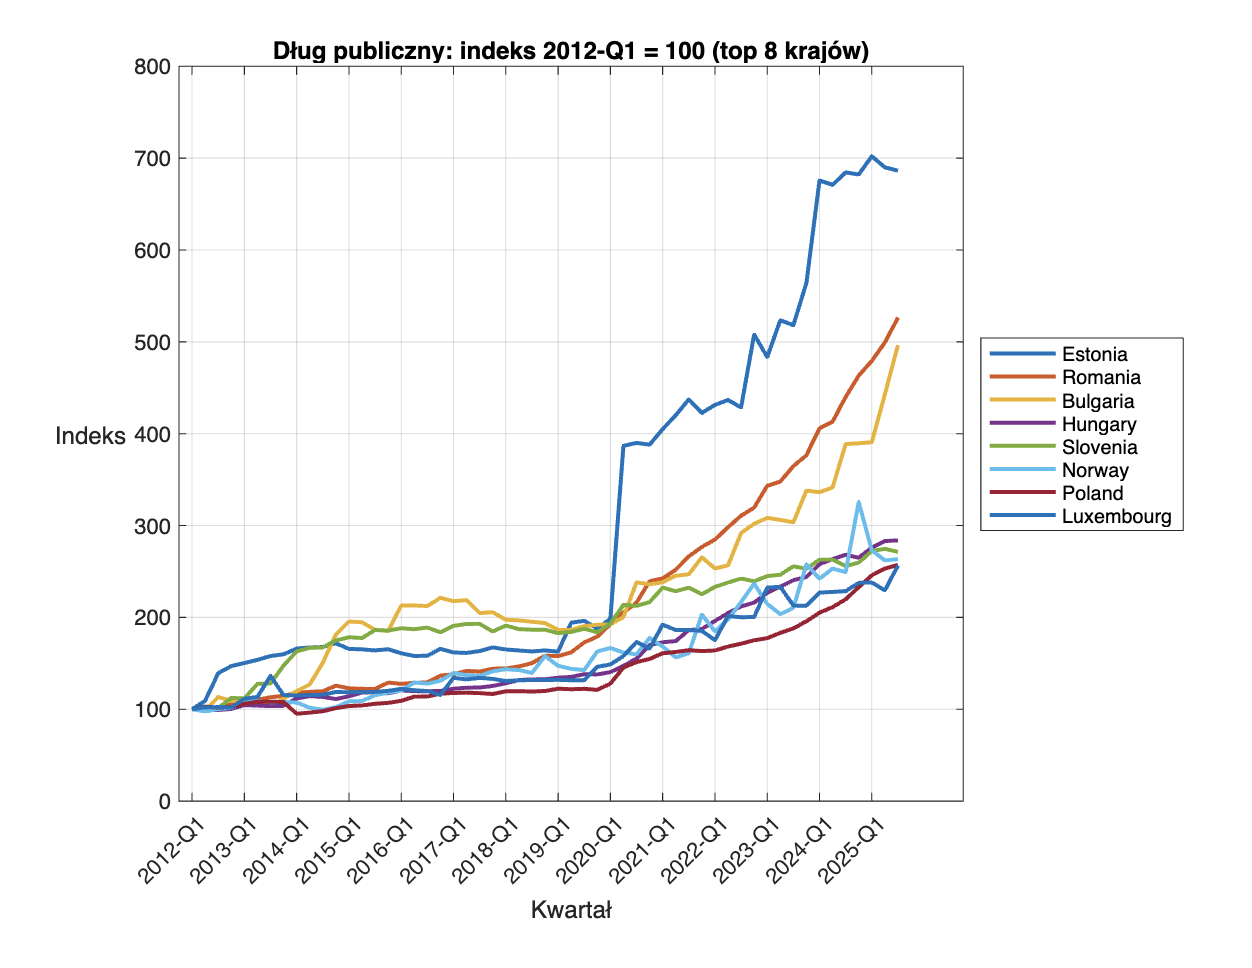 Dług publiczny: indeks 2012-Q1 = 100 (top 8 krajów)
800
700
600
500
400
300
200
100
0
Indeks
2012-Q1
2013-Q1
2014-Q1
2015-Q1
2016-Q1
2017-Q1
2018-Q1
2019-Q1
2020-Q1
2021-Q1
2022-Q1
2023-Q1
2024-Q1
2025-Q1
Kwartał
Estonia
Romania
Bulgaria
Hungary
Slovenia
Norway
Poland
Luxembourg